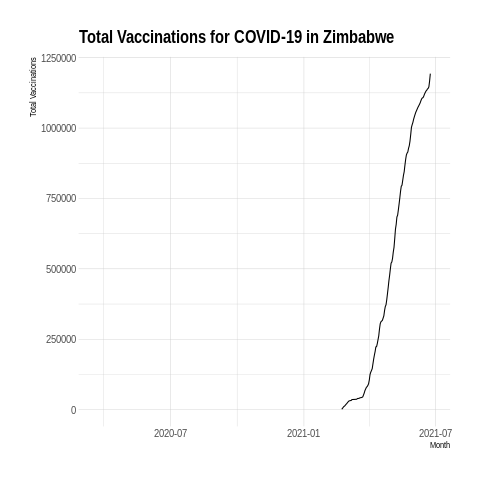 Total Vaccinations for COVID-19 in Zimbabwe
Total Vaccinations
1250000
1000000
750000
500000
250000
0
2020-07 2021-01 2021-07
Month